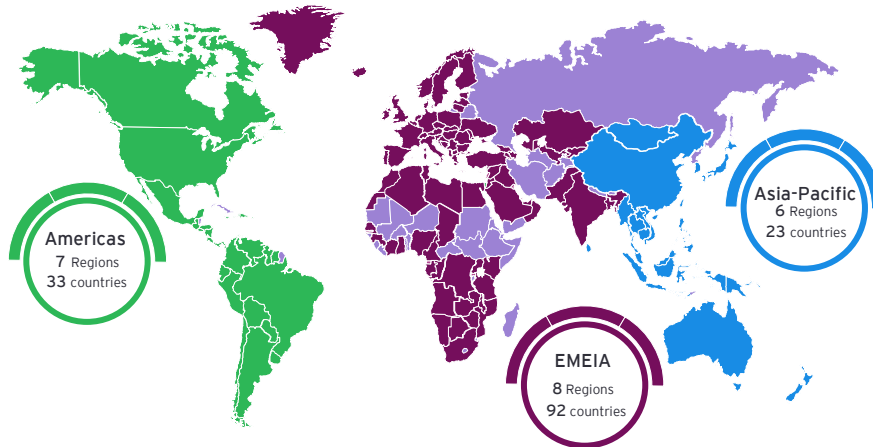 Americas
7 Regions
33 countries
Asia-Pacific
6 Regions
23 countries
EMEIA
8 Regions
92 countries